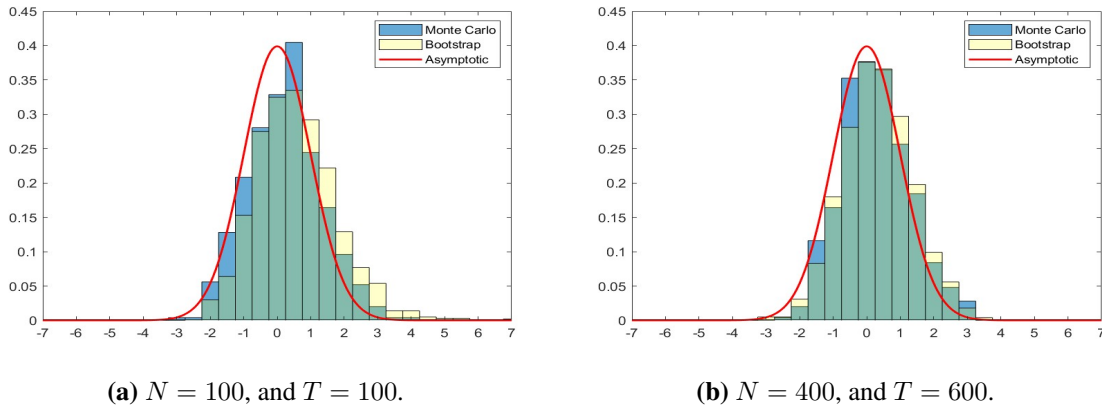 0.45
Monte Carlo
Bootstrap
Asymptotic
0.4
0.35
0.3
0.25
0.2
0.15
0.1
0.05
0
-7 -6 -5 -4 -3 -2 -1 0 1 2 3 4 5 6 7
(a) N = 100, and T = 100.
0.45
Monte Carlo
Bootstrap
Asymptotic
0.4
0.35
0.3
0.25
0.2
0.15
0.1
0.05
0
-7 -6 -5 -4 -3 -2 -1 0 1 2 3 4 5 6 7
(b) N = 400, and T = 600.